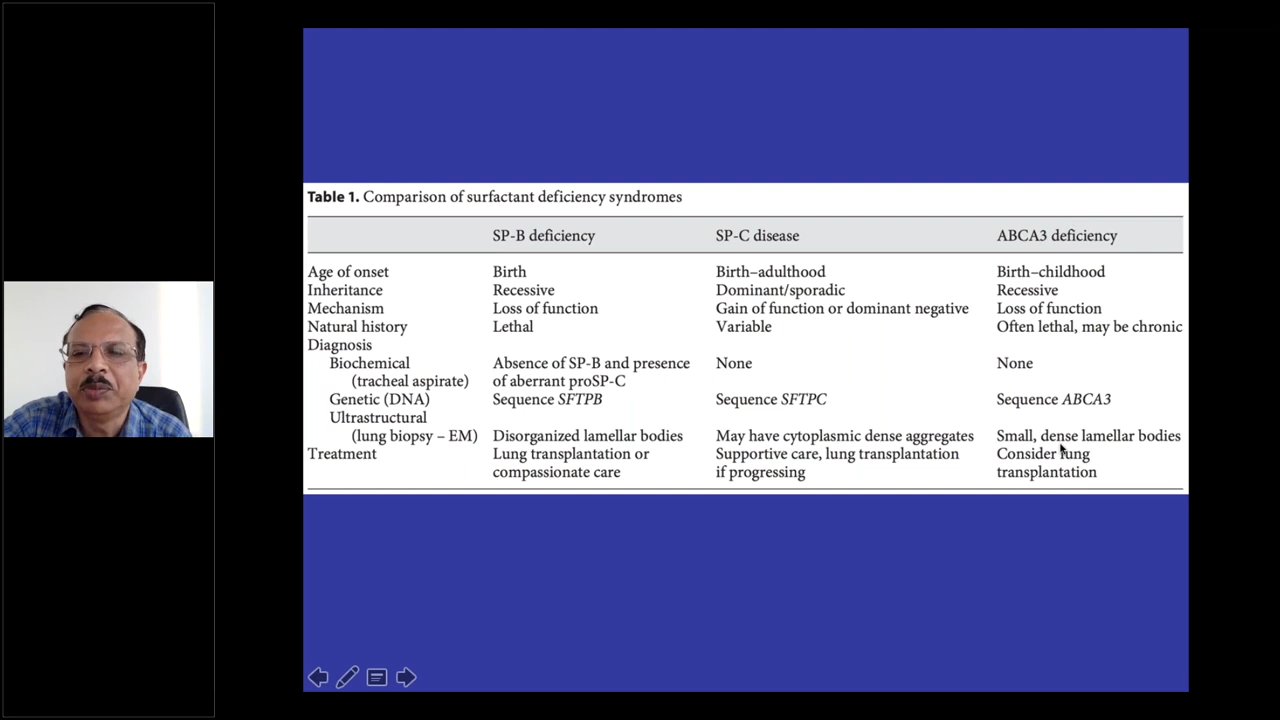 Table 1. Comparison of surfactant deficiency syndromes
SP-B deficiency SP-C disease ABCA3 deficiency
Age of onset Birth Birth–adulthood Birth–childhood
Inheritance Recessive Dominant/sporadic Recessive
Mechanism Loss of function Gain of function or dominant negative Loss of function
Natural history Lethal Variable Often lethal, may be chronic
Diagnosis
Biochemical Absence of SP-B and presence None None
(tracheal aspirate) of aberrant proSP-C
Genetic (DNA) Sequence SFTPB Sequence SFTPC Sequence ABCA3
Ultrastructural
(lung biopsy – EM) Disorganized lamellar bodies May have cytoplasmic dense aggregates Small, dense lamellar bodies
Treatment Lung transplantation or Supportive care, lung transplantation Consider lung
compassionate care if progressing transplantation